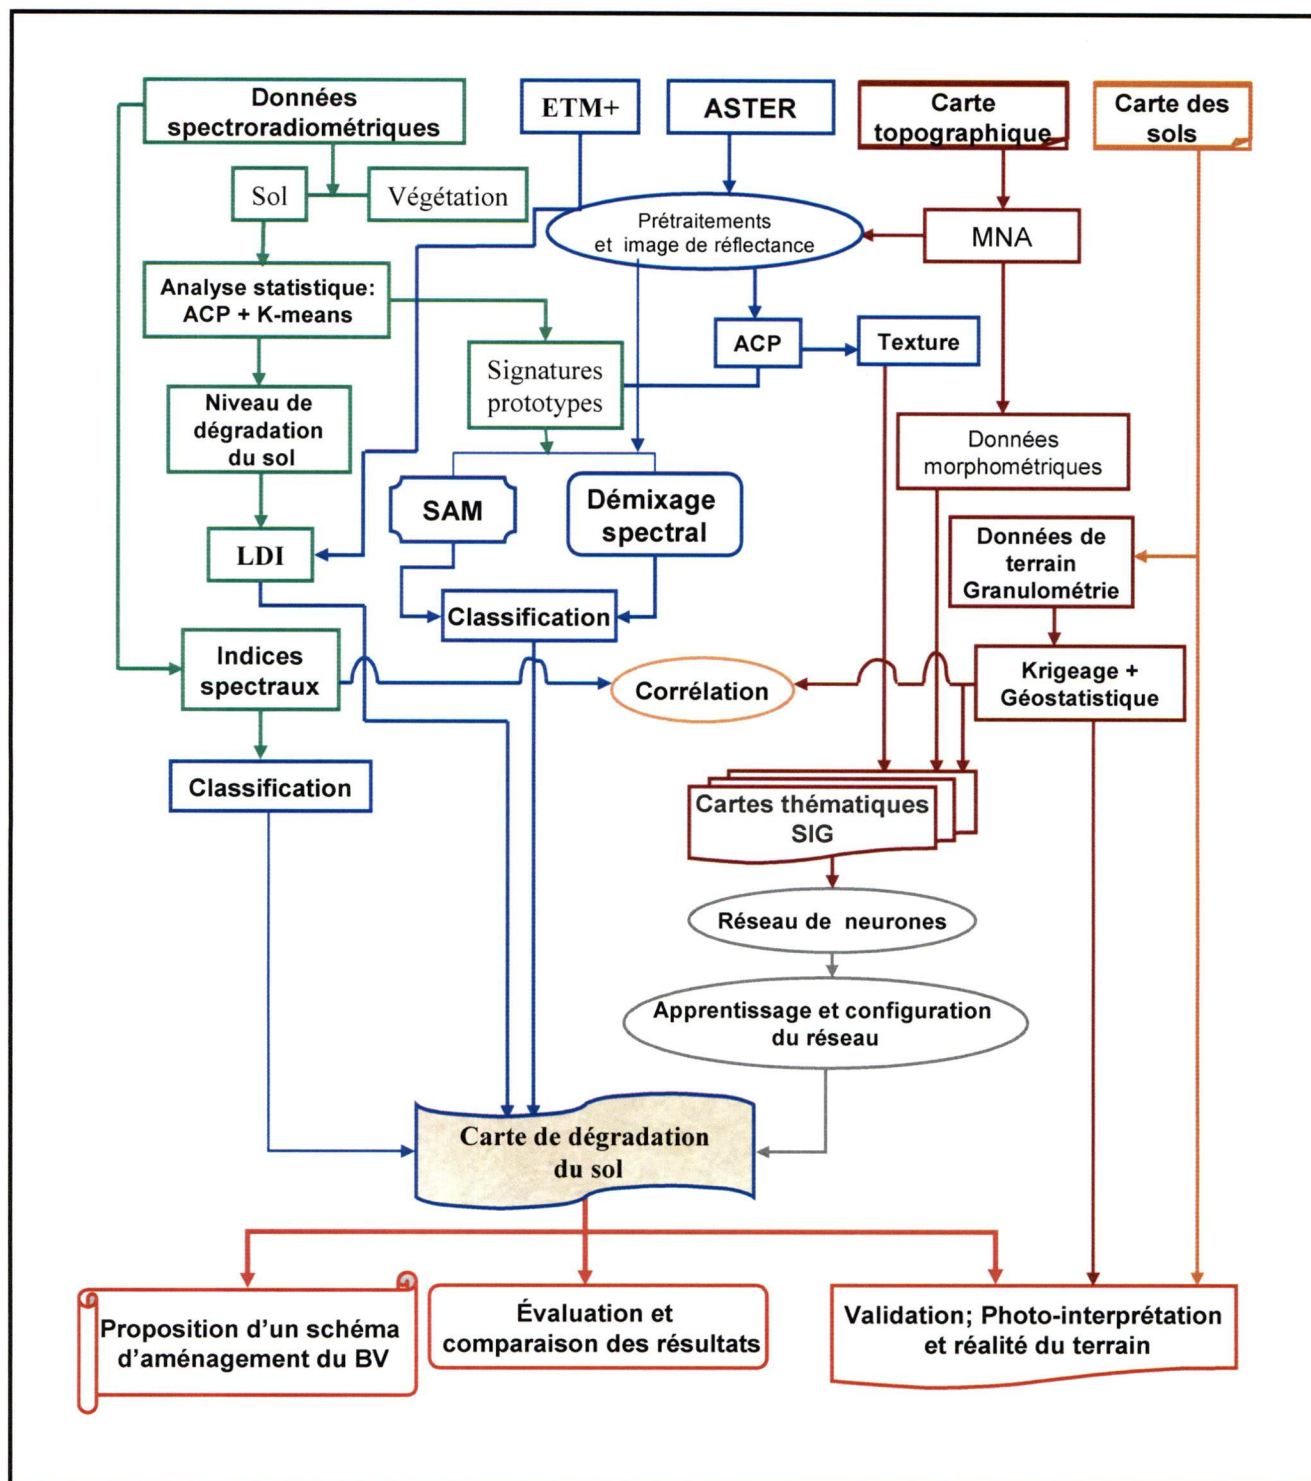 Données
spectroradiométriques
ETM+
ASTER
Carte
topographique
Carte des
sols
Sol
Végétation
Prétraitements
et image de réflectance
MNA
Analyse statistique:
ACP + K-means
ACP
Texture
Signatures
prototypes
Niveau de
dégradation
du sol
Données
morphométriques
SAM
Démixage
spectral
LDI
Données de
terrain
Granulométrie
Classification
Indices
spectraux
Corrélation
Krigeage +
Géostatistique
Classification
Cartes thématiques
SIG
Réseau de neurones
Apprentissage et configuration
du réseau
Carte de dégradation
du sol
Proposition d'un schéma
d'aménagement du BV
Évaluation et
comparaison des résultats
Validation; Photo-interprétation
et réalité du terrain